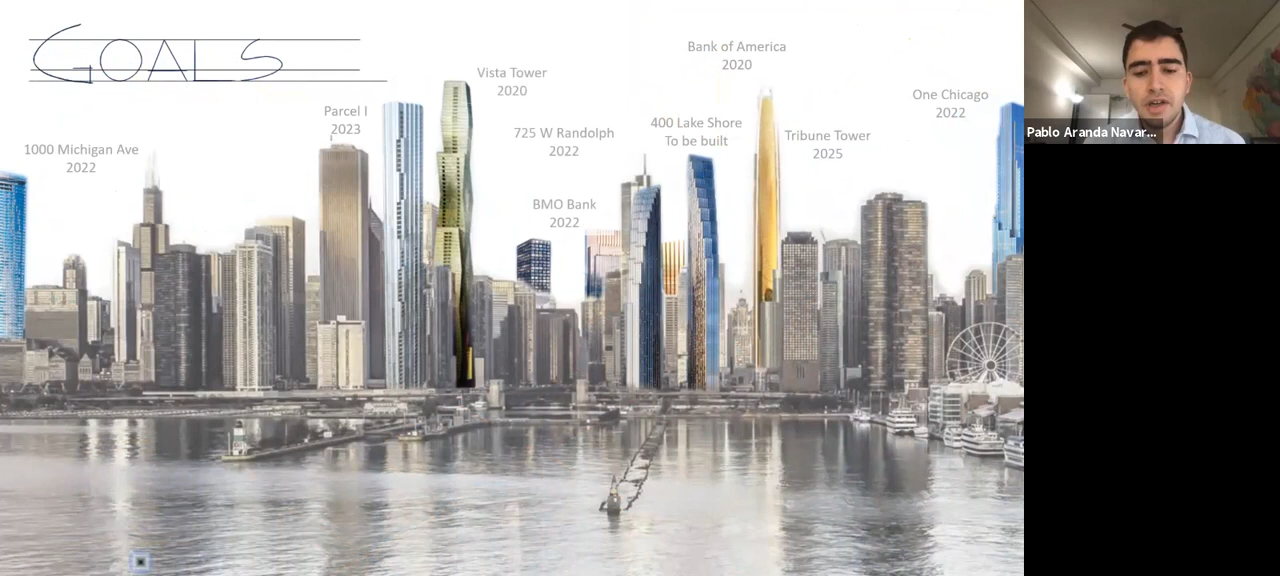 GOALS
Bank of America
2020
Vista Tower
2020
One Chicago
2022
Parcel I
2023
725 W Randolph
2022
400 Lake Shore
To be built
Tribune Tower
2025
1000 Michigan Ave
2022
BMO Bank
2022
Pablo Aranda Navar...